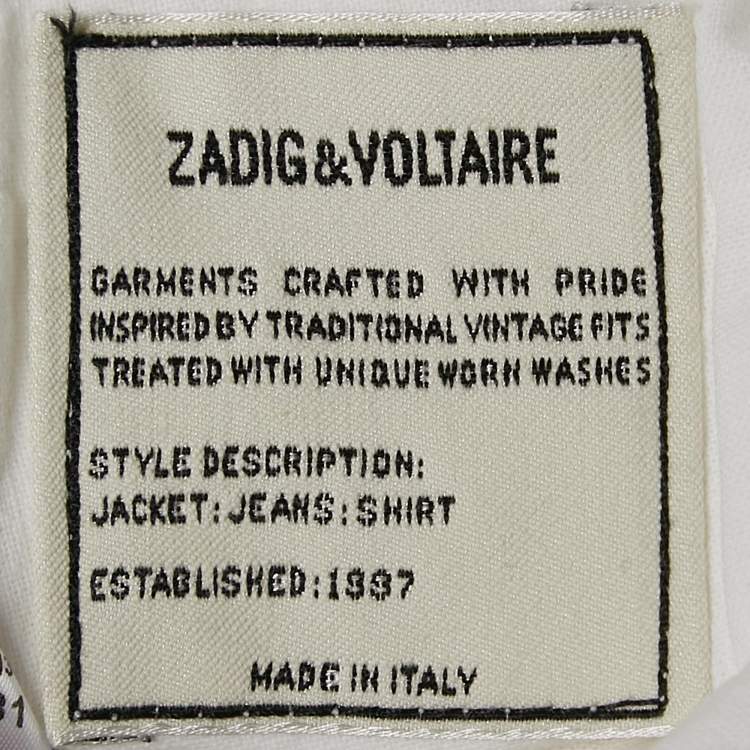 ZADIG&VOLTAIRE
GARMENTS CRAFTED WITH PRIDE
INSPIRED BY TRADITIONAL VINTAGE FITS
TREATED WITH UNIQUE WORN WASHES
STYLE DESCRIPTION:
JACKET:JEANS:SHIRT
ESTABLISHED:1997
MADE IN ITALY